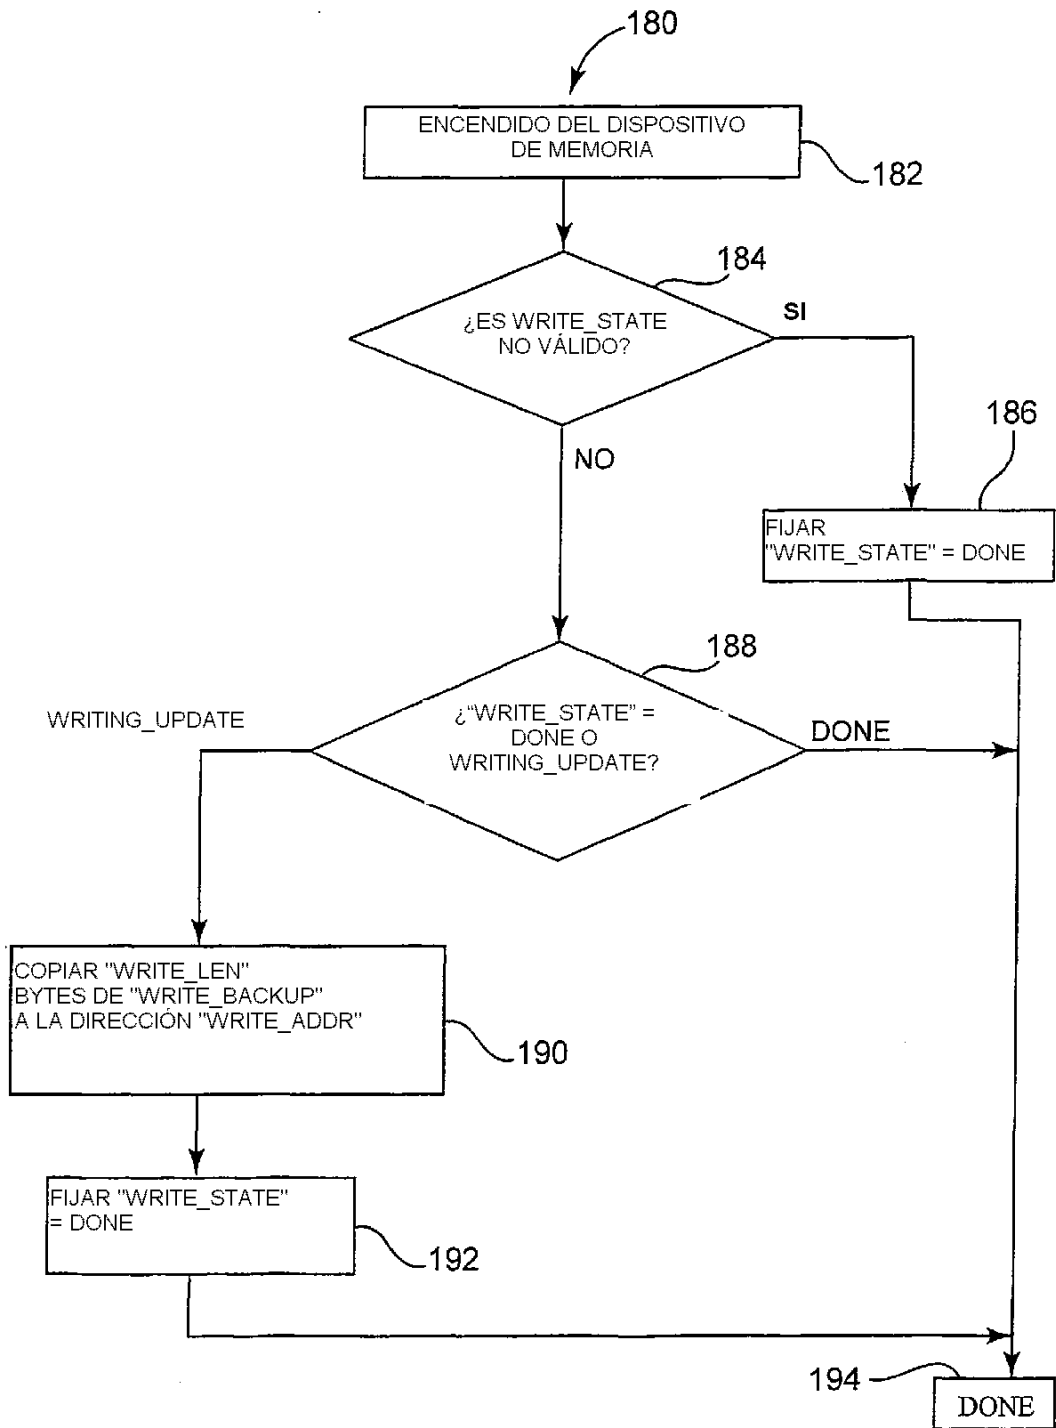 180
ENCENDIDO DEL DISPOSITIVO
DE MEMORIA
182
184
¿ES WRITE_STATE
NO VÁLIDO?
SI
NO
186
FIJAR
"WRITE_STATE" = DONE
188
WRITING_UPDATE
¿"WRITE_STATE" =
DONE O
WRITING_UPDATE?
DONE
COPIAR "WRITE_LEN"
BYTES DE "WRITE_BACKUP"
A LA DIRECCIÓN "WRITE_ADDR"
190
FIJAR "WRITE_STATE"
= DONE
192
194
DONE